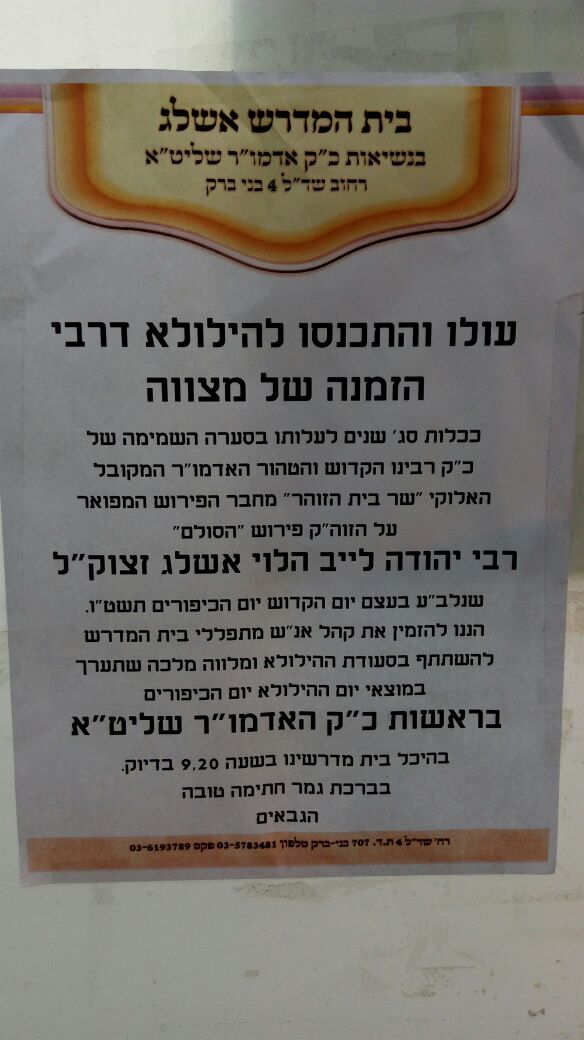 בית המדרש אשלג
בנשיאות כ"ק אדמו"ר שליט"א
רחוב שד"ל 4 בני ברק
עולו והתכנסו להילולא דרבי
הזמנה של מצווה
ככלות סג' שנים לעלותו בסערה השמימה של
כ"ק רבינו הקדוש והטהור האדמו"ר המקובל
האלוקי "שר בית הזוהר" מחבר הפירוש המפואר
על הזוה"ק פירוש "הסולם"
רבי יהודה לייב הלוי אשלג זצוק"ל
שנלב"ע בעצם יום הקדוש יום הכיפורים תשט"ו.
הננו להזמין את קהל אנ"ש מתפללי בית המדרש
להשתתף בסעודת ההילולא ומלווה מלכה שתערך
במוצאי יום ההילולא יום הכיפורים
בראשות כ"ק האדמו"ר שליט"א
בהיכל בית מדרשינו בשעה 9,20 בדיוק.
בברכת גמר חתימה טובה
הגבאים
רח' שד"ל 4 ת.ד. 707 בני-ברק טלפון 03-5783481 פקס 03-6193789